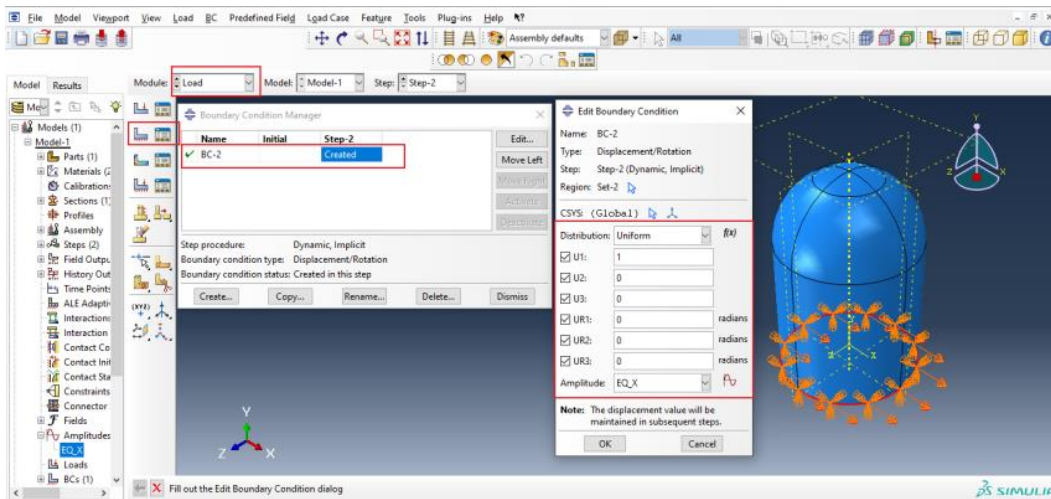 File Model Viewport View Load BC Predefined Field Load Case Feature Tools Plug-ins Help
Assembly defaults
All
Model Results
Module: Load Model: Model-1 Step: Step-2
Models (1)
Model-1
Parts (1)
Materials (2
Calibrations
Sections (1)
Profiles
Assembly
Steps (2)
Field Outpu
History Out
Time Points
ALE Adapti
Interactions
Interaction
Contact Co
Contact Init
Contact Sta
Constraints
Connector
Fields
Amplitudes
EQ_X
Loads
BCs (1)
Boundary Condition Manager
Name Initial Step-2
BC-2 Created
Edit...
Move Left
Move Right
Activate
Deactivate
Step procedure: Dynamic, Implicit
Boundary condition type: Displacement/Rotation
Boundary condition status: Created in this step
Create... Copy... Rename... Delete... Dismiss
Edit Boundary Condition
Name: BC-2
Type: Displacement/Rotation
Step: Step-2 (Dynamic, Implicit)
Region: Set-2
CSYS: (Global)
Distribution: Uniform f(x)
U1: 1
U2: 0
U3: 0
UR1: 0 radians
UR2: 0 radians
UR3: 0 radians
Amplitude: EQ_X
Note: The displacement value will be
maintained in subsequent steps.
OK Cancel
Y
Z X
Y
Z X
Fill out the Edit Boundary Condition dialog
SIMULIA